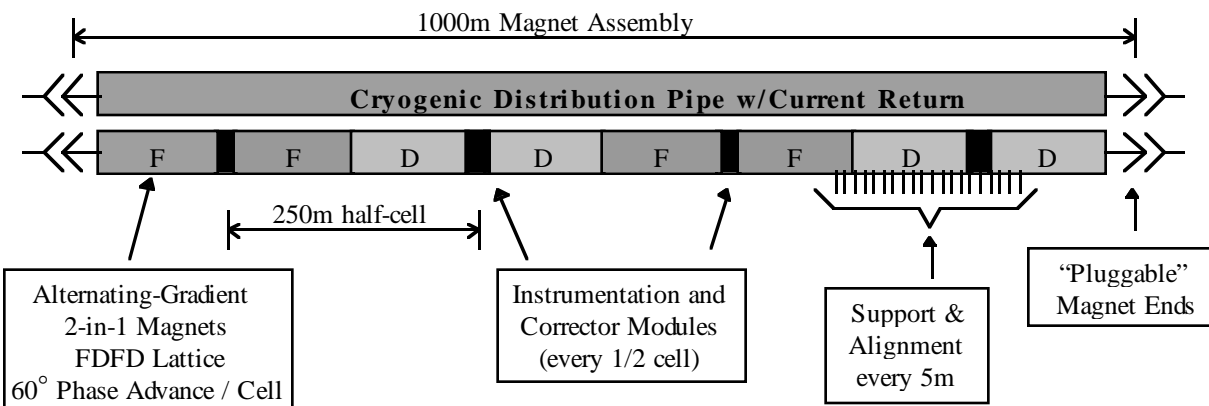 1000m Magnet Assembly
Cryogenic Distribution Pipe w/Current Return
F F D D F F D D
250m half-cell
Alternating-Gradient
2-in-1 Magnets
FDFD Lattice
60° Phase Advance / Cell
Instrumentation and
Corrector Modules
(every 1/2 cell)
Support &
Alignment
every 5m
“Pluggable”
Magnet Ends